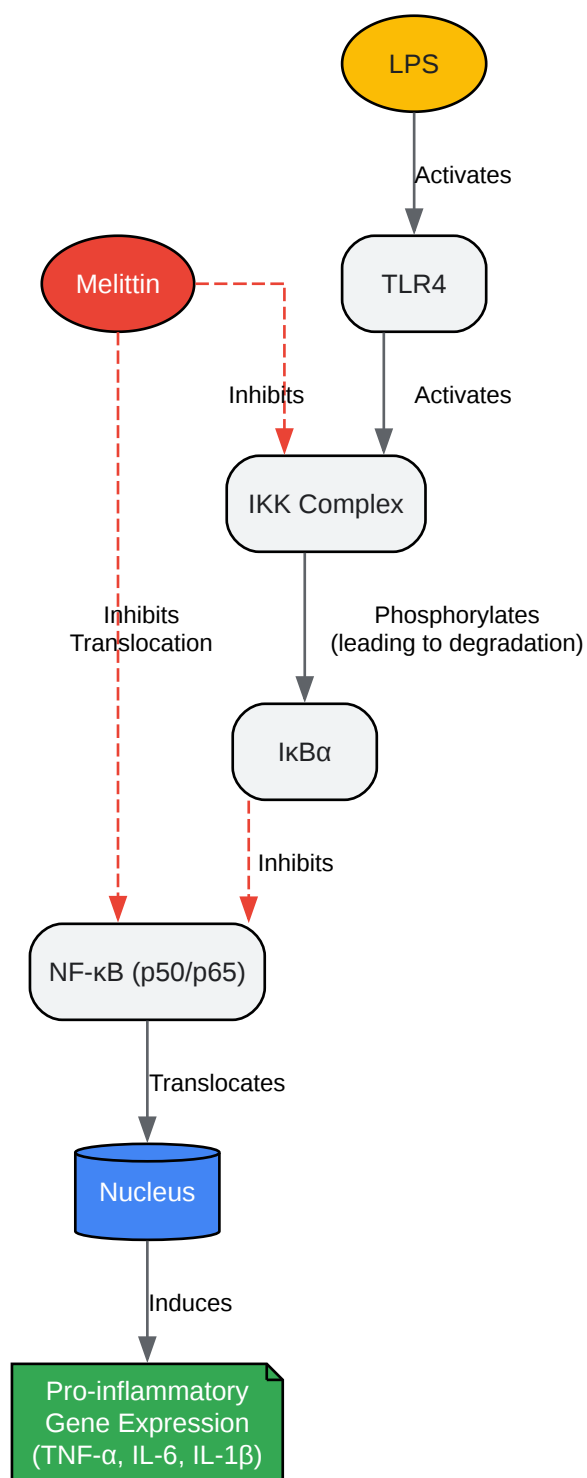 LPS
Activates
Melittin
TLR4
Inhibits
Activates
IKK Complex
Inhibits
Translocation
Phosphorylates
(leading to degradation)
IκBα
Inhibits
NF-κB (p50/p65)
Translocates
Nucleus
Induces
Pro-inflammatory
Gene Expression
(TNF-α, IL-6, IL-1β)